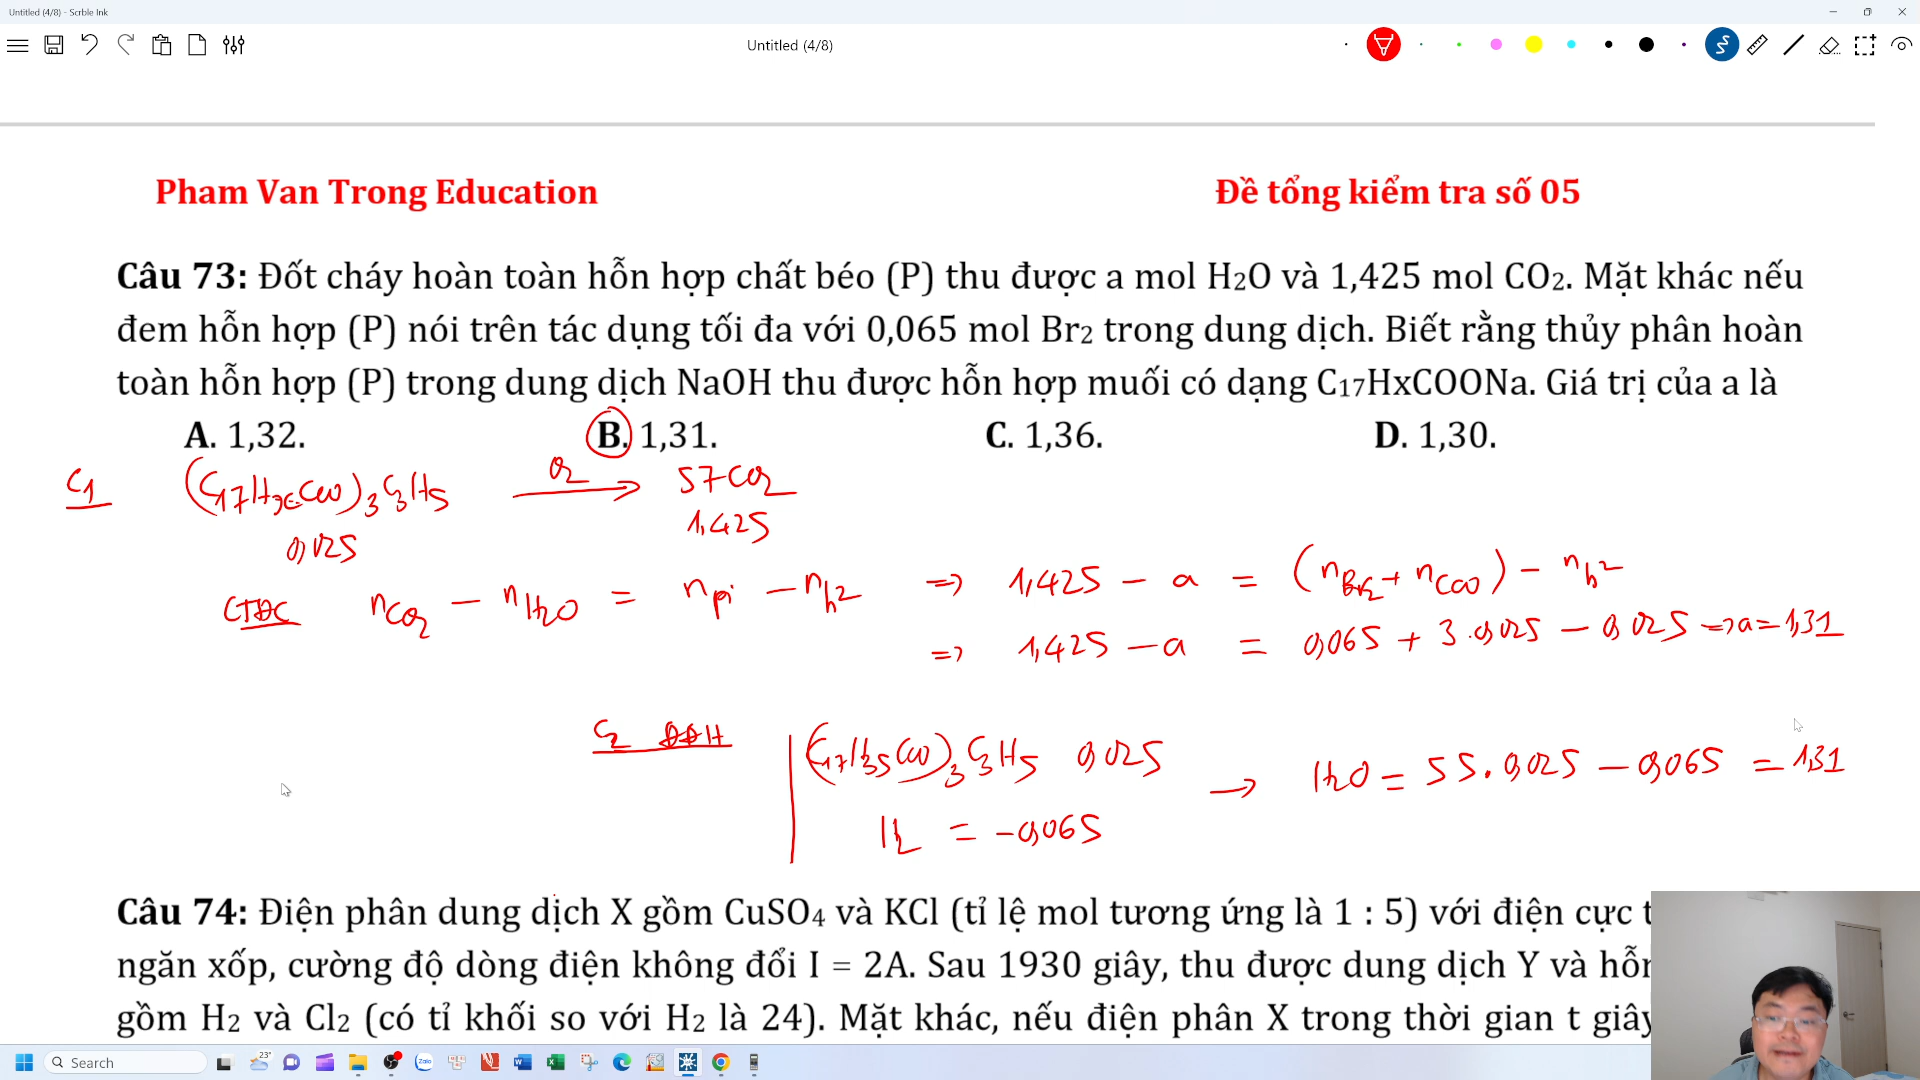 Untitled (4/8) - Scrble Ink
Untitled (4/8)
Pham Van Trong Education
Đề tổng kiểm tra số 05
Câu 73: Đốt cháy hoàn toàn hỗn hợp chất béo (P) thu được a mol H2O và 1,425 mol CO2. Mặt khác nếu
đem hỗn hợp (P) nói trên tác dụng tối đa với 0,065 mol Br2 trong dung dịch. Biết rằng thủy phân hoàn
toàn hỗn hợp (P) trong dung dịch NaOH thu được hỗn hợp muối có dạng C17HxCOONa. Giá trị của a là
A. 1,32. B. 1,31. C. 1,36. D. 1,30.
C1 (C17HxCOO)3C3H5 O2 57CO2
0,025 1,425
CTĐC nCO2 - nH2O = npi - nh2 => 1,425 - a = (nBr2 + nCOO) - nh2
=> 1,425 - a = 0,065 + 3.0,025 - 0,025 => a = 1,31
C2 ĐĐH
(C17H35COO)3C3H5 0,025 → H2O = 55.0,025 - 0,065 = 1,31
H2 = -0,065
Câu 74: Điện phân dung dịch X gồm CuSO4 và KCl (tỉ lệ mol tương ứng là 1 : 5) với điện cực
ngăn xốp, cường độ dòng điện không đổi I = 2A. Sau 1930 giây, thu được dung dịch Y và
gồm H2 và Cl2 (có tỉ khối so với H2 là 24). Mặt khác, nếu điện phân X trong thời gian t giây
Search
23°
Zalo